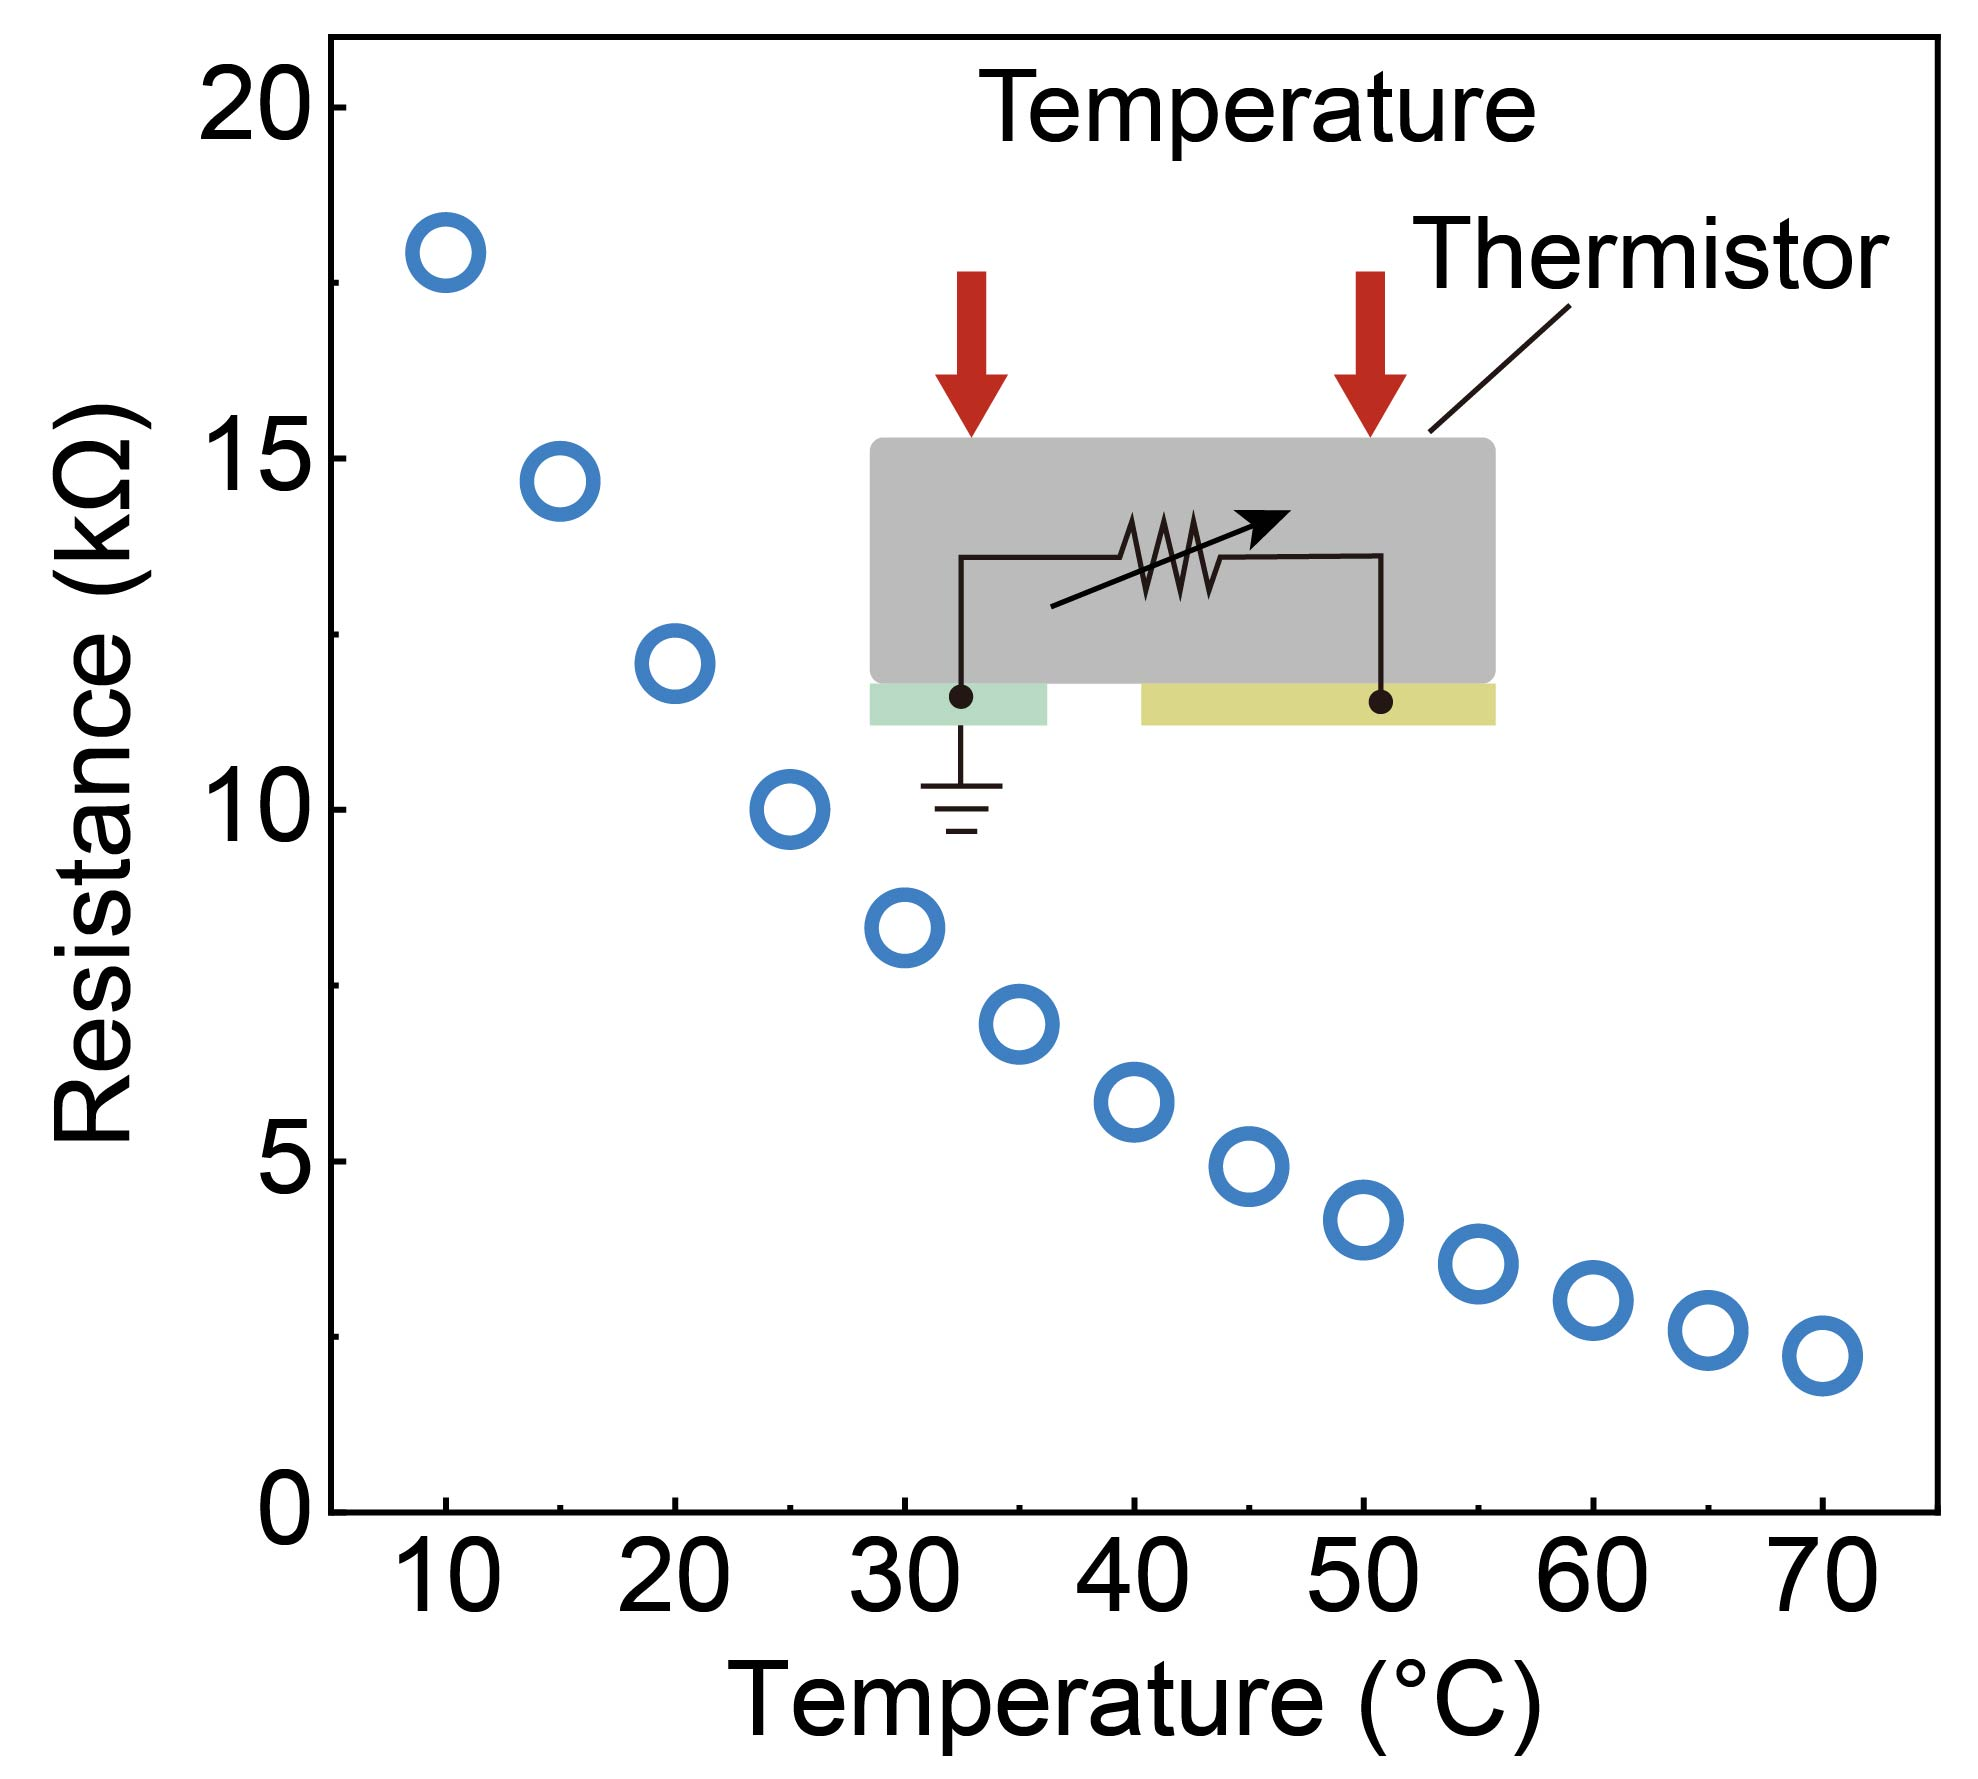 Temperature
Thermistor
20
15
10
5
0
Resistance (kΩ)
10 20 30 40 50 60 70
Temperature (°C)